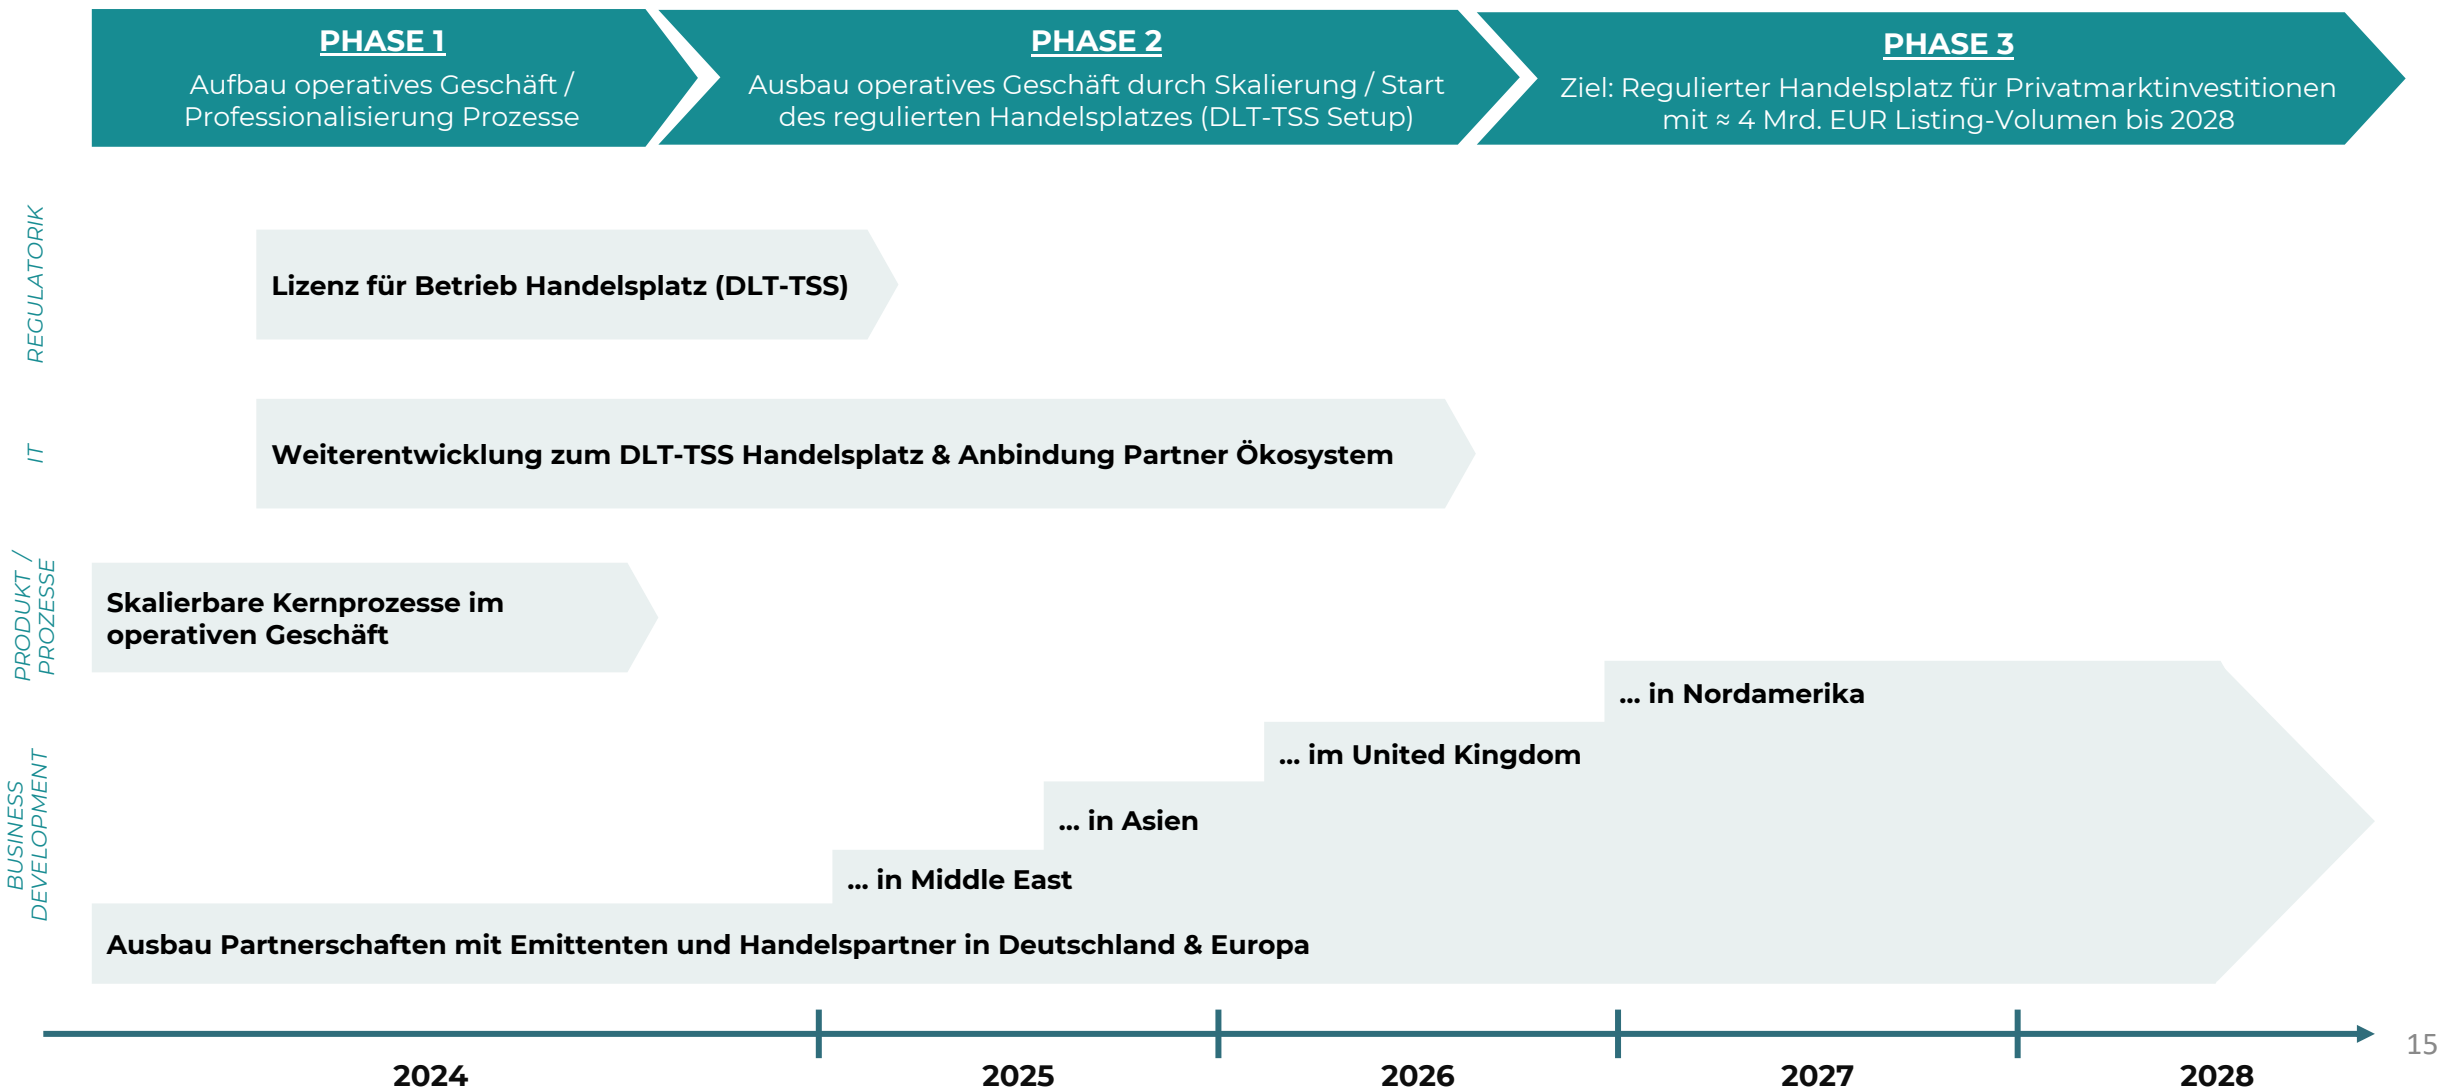 PHASE 1
Aufbau operatives Geschäft /
Professionalisierung Prozesse
PHASE 2
Ausbau operatives Geschäft durch Skalierung / Start
des regulierten Handelsplatzes (DLT-TSS Setup)
PHASE 3
Ziel: Regulierter Handelsplatz für Privatmarktinvestitionen
mit ≈ 4 Mrd. EUR Listing-Volumen bis 2028
REGULATORIK
Lizenz für Betrieb Handelsplatz (DLT-TSS)
IT
Weiterentwicklung zum DLT-TSS Handelsplatz & Anbindung Partner Ökosystem
PRODUKT /
PROZESSE
Skalierbare Kernprozesse im
operativen Geschäft
BUSINESS
DEVELOPMENT
... in Nordamerika
... im United Kingdom
... in Asien
... in Middle East
Ausbau Partnerschaften mit Emittenten und Handelspartner in Deutschland & Europa
2024
2025
2026
2027
2028
15